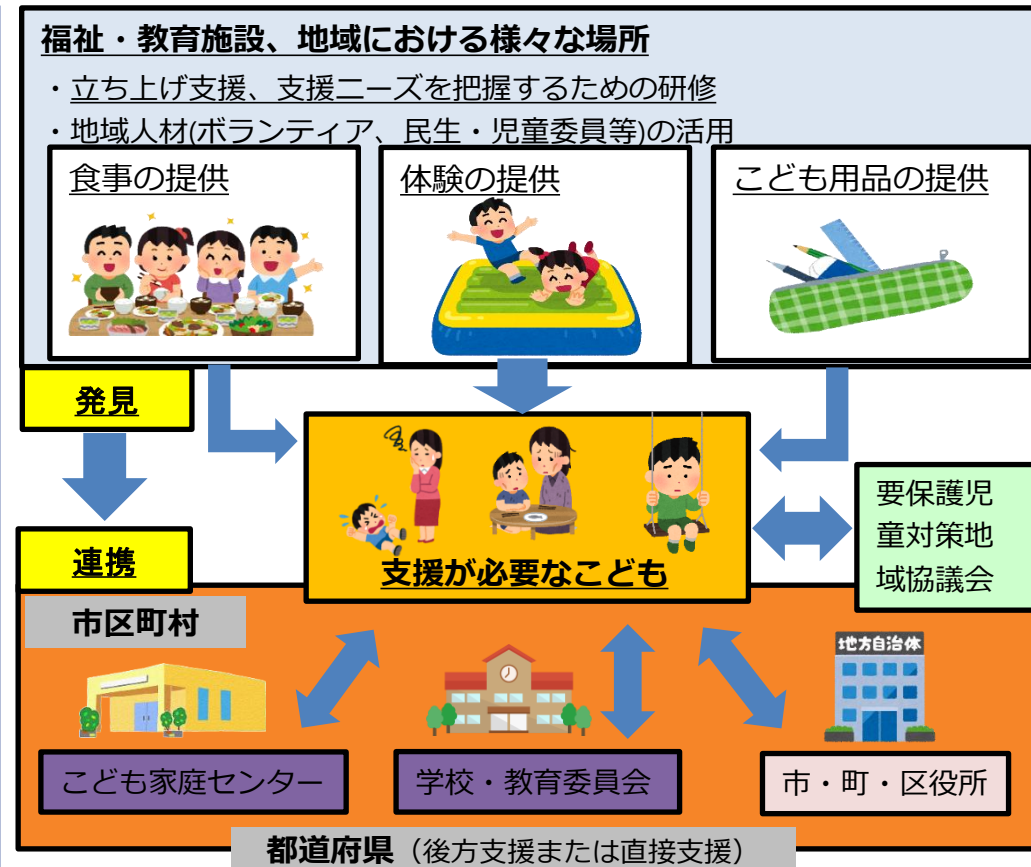 福祉・教育施設、地域における様々な場所
・立ち上げ支援、支援ニーズを把握するための研修
・地域人材(ボランティア、民生・児童委員等)の活用
食事の提供
体験の提供
こども用品の提供
発見
連携
支援が必要なこども
要保護児
童対策地
域協議会
市区町村
地方自治体
こども家庭センター
学校・教育委員会
市・町・区役所
都道府県（後方支援または直接支援）